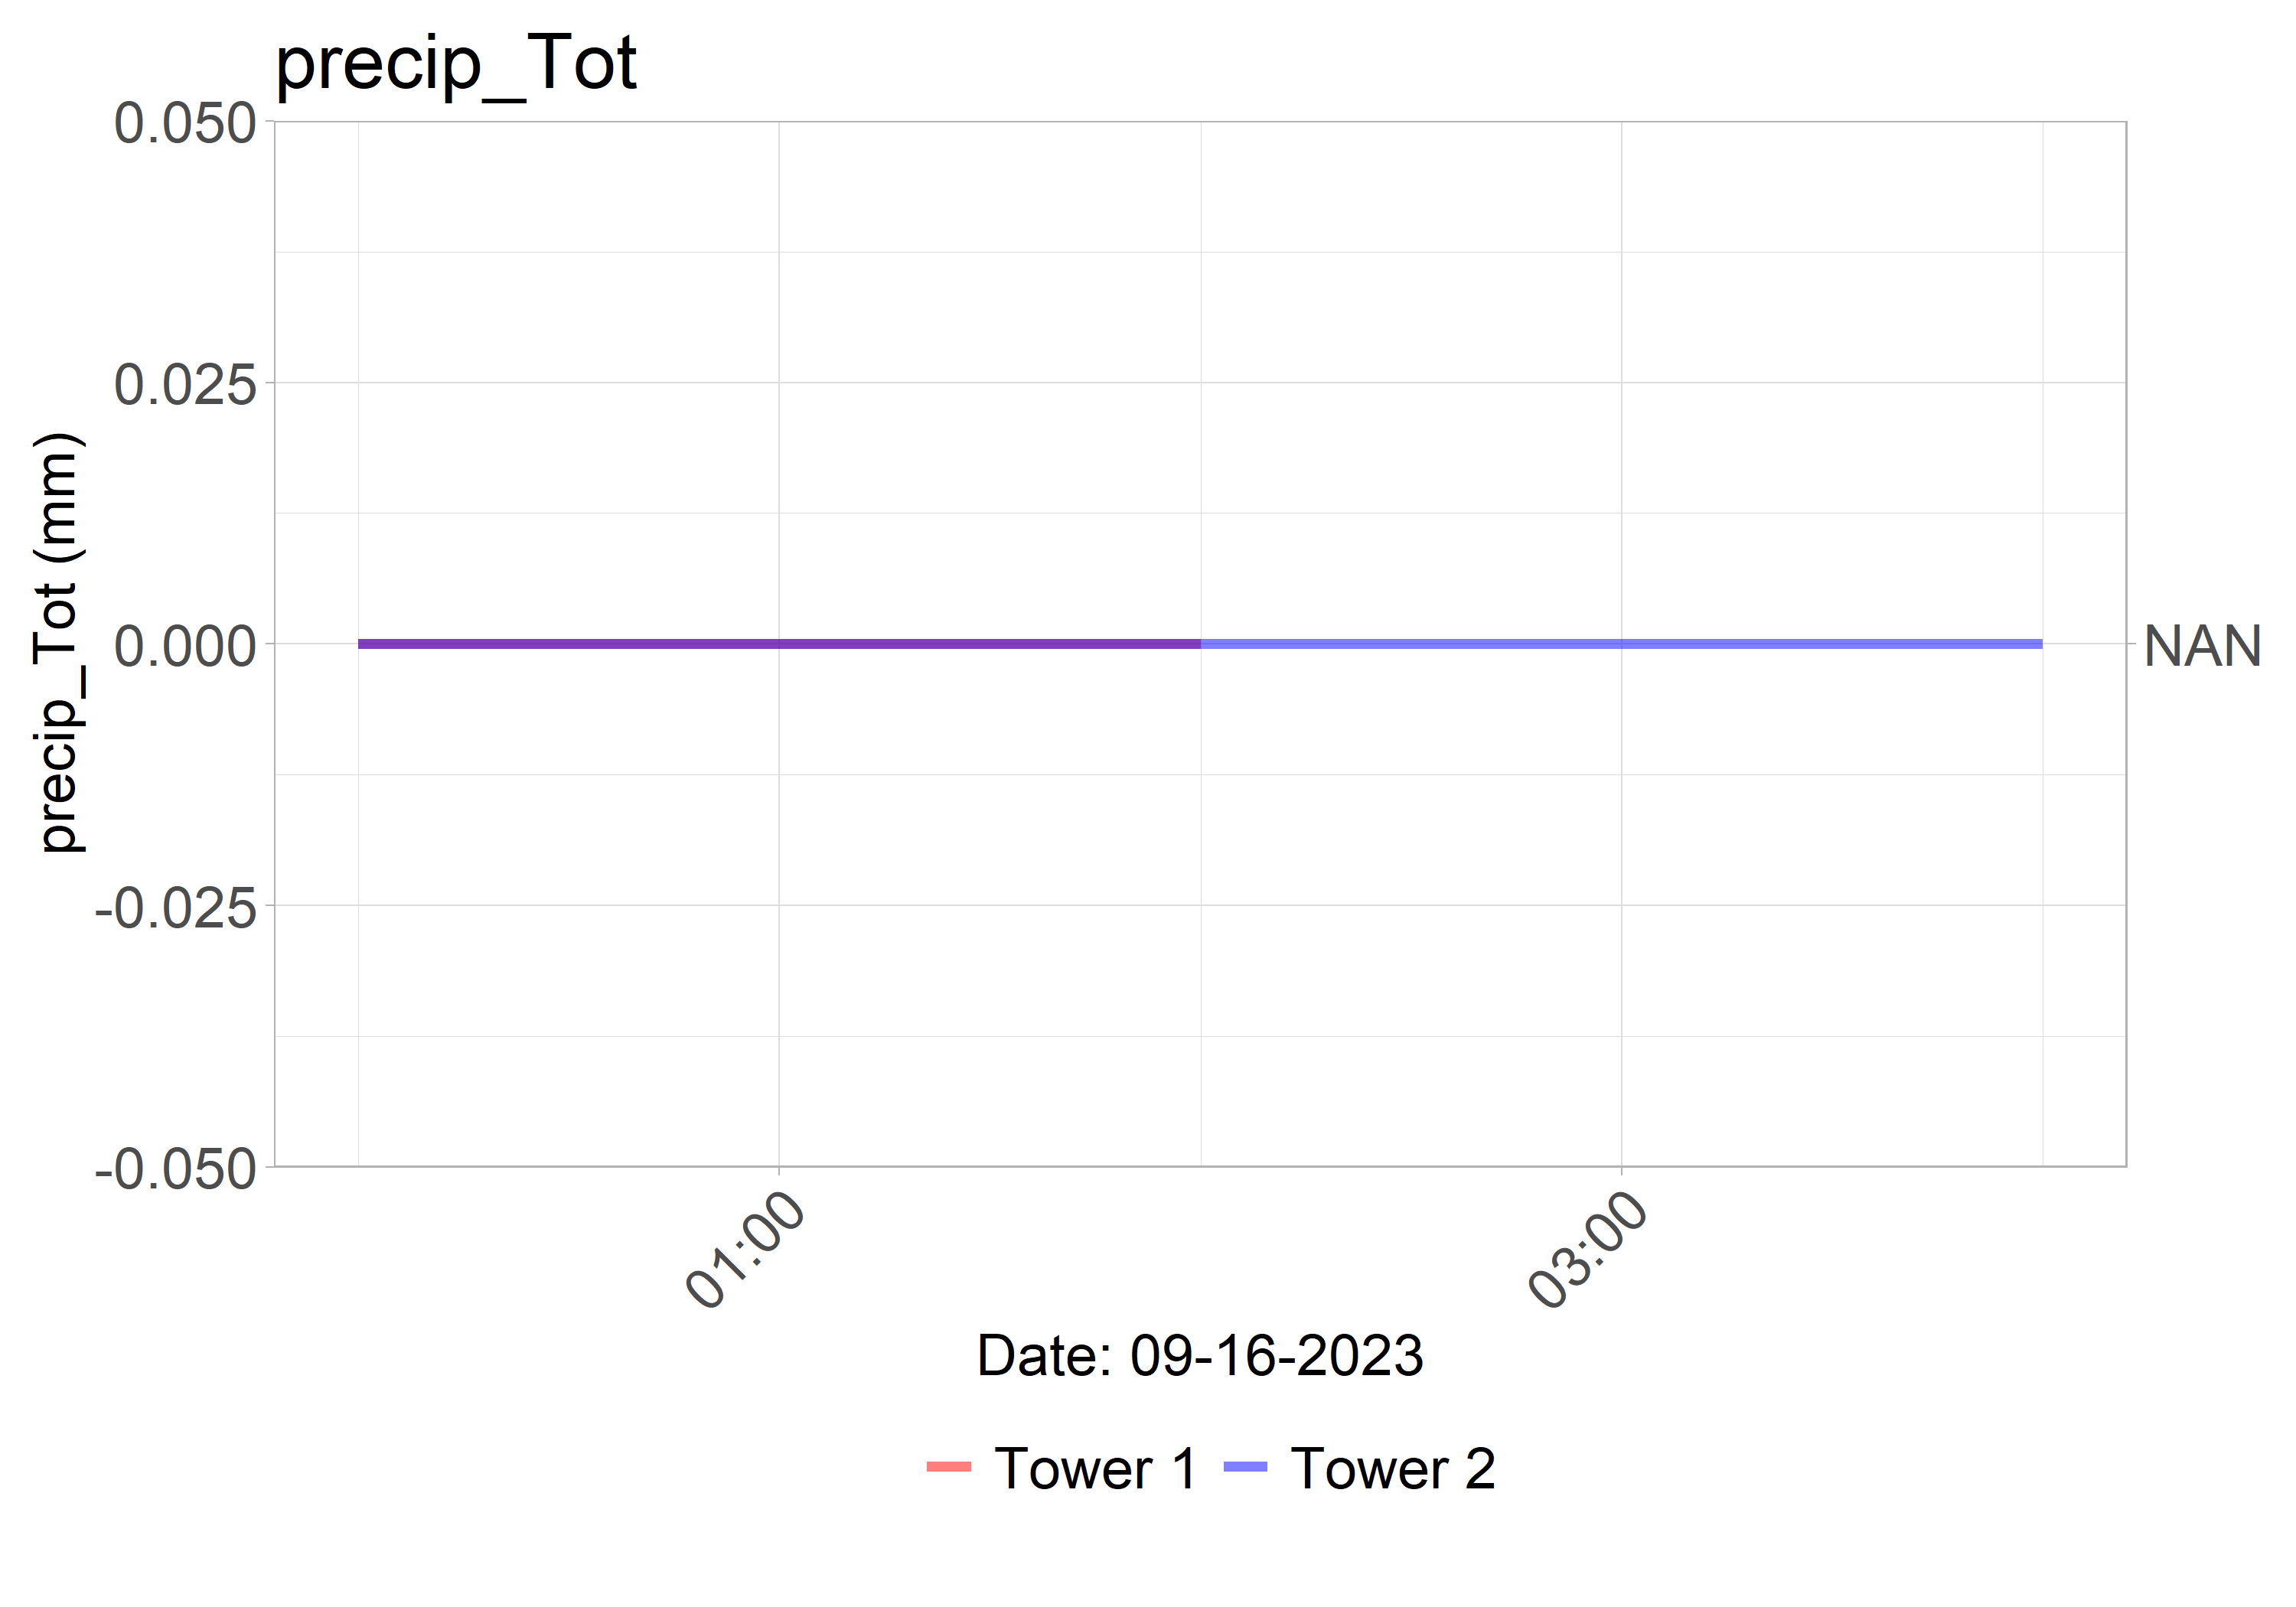 precip_Tot
0.050
0.025
precip_Tot (mm)
0.000
NAN
-0.025
-0.050
01:00
03:00
Date: 09-16-2023
Tower 1 Tower 2